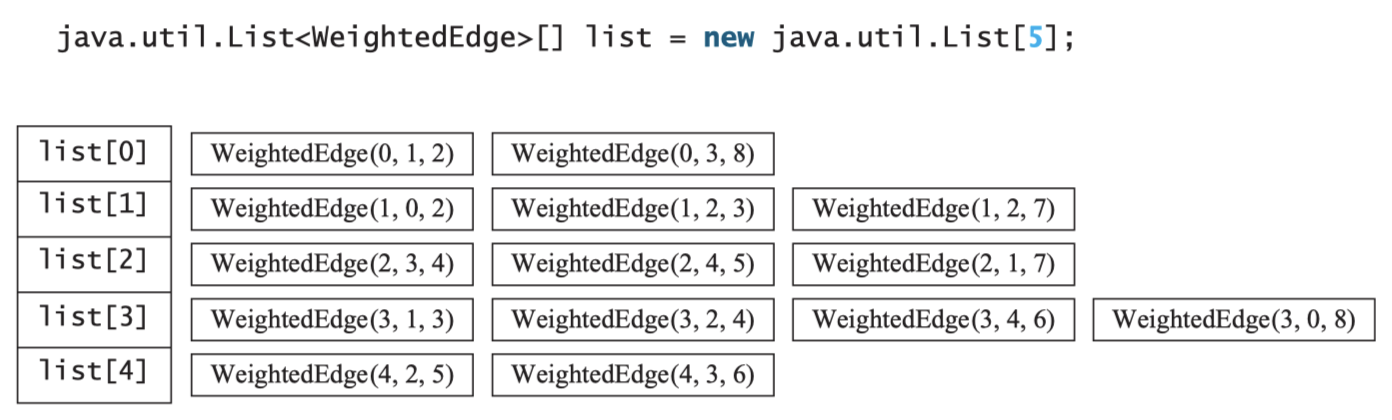 java.util.List<WeightedEdge>[] list = new java.util.List[5];
list[0] WeightedEdge(0, 1, 2) WeightedEdge(0, 3, 8)
list[1] WeightedEdge(1, 0, 2) WeightedEdge(1, 2, 3) WeightedEdge(1, 2, 7)
list[2] WeightedEdge(2, 3, 4) WeightedEdge(2, 4, 5) WeightedEdge(2, 1, 7)
list[3] WeightedEdge(3, 1, 3) WeightedEdge(3, 2, 4) WeightedEdge(3, 4, 6) WeightedEdge(3, 0, 8)
list[4] WeightedEdge(4, 2, 5) WeightedEdge(4, 3, 6)